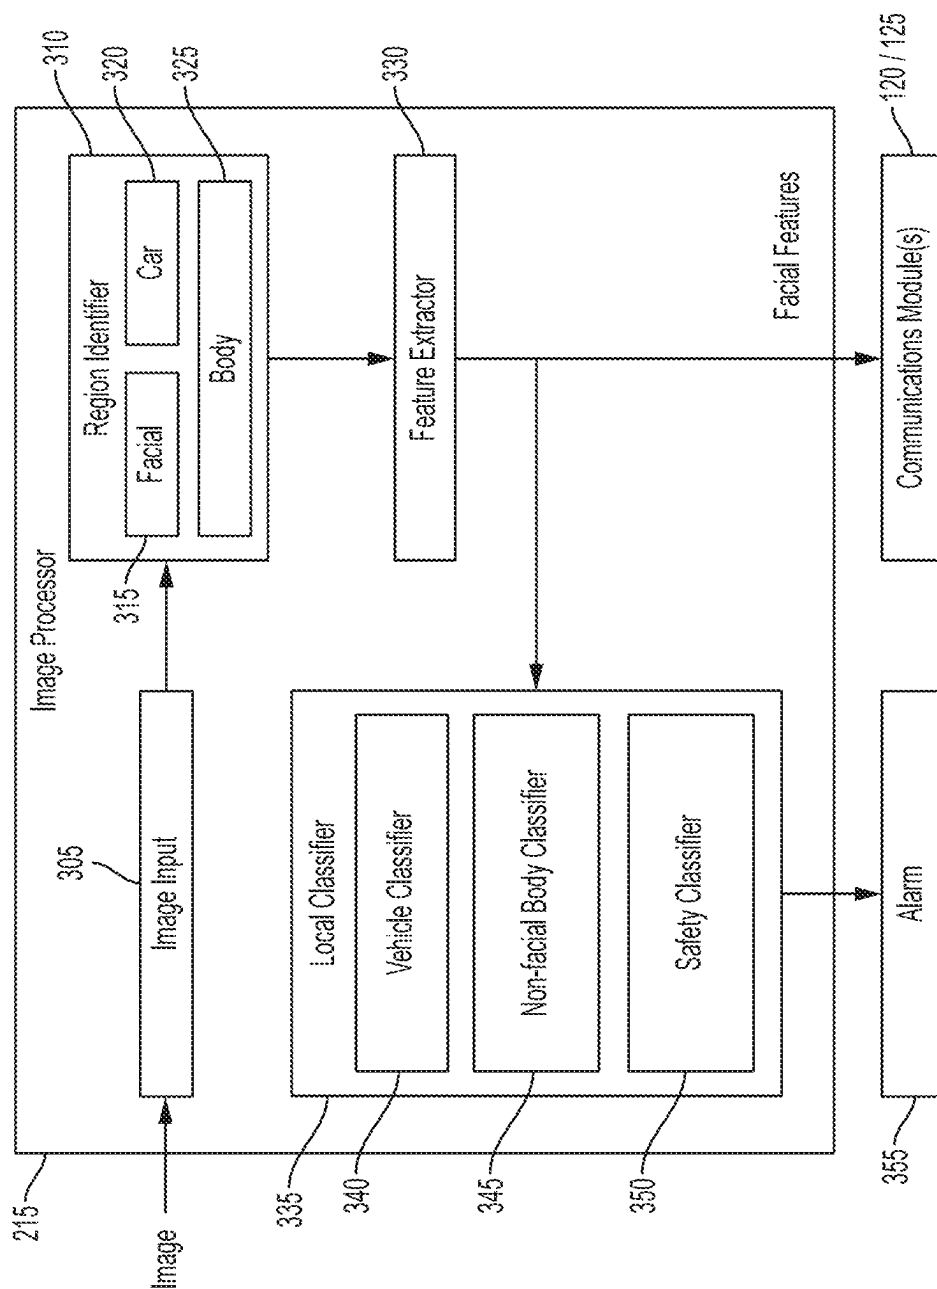 215
Image Processor
310
Region Identifier
320
305
Image
Image Input
315
Facial
Car
325
Body
335
Local Classifier
330
Feature Extractor
340
Vehicle Classifier
345
Non-facial Body Classifier
350
Safety Classifier
Facial Features
355
Alarm
Communications Module(s)
120 / 125